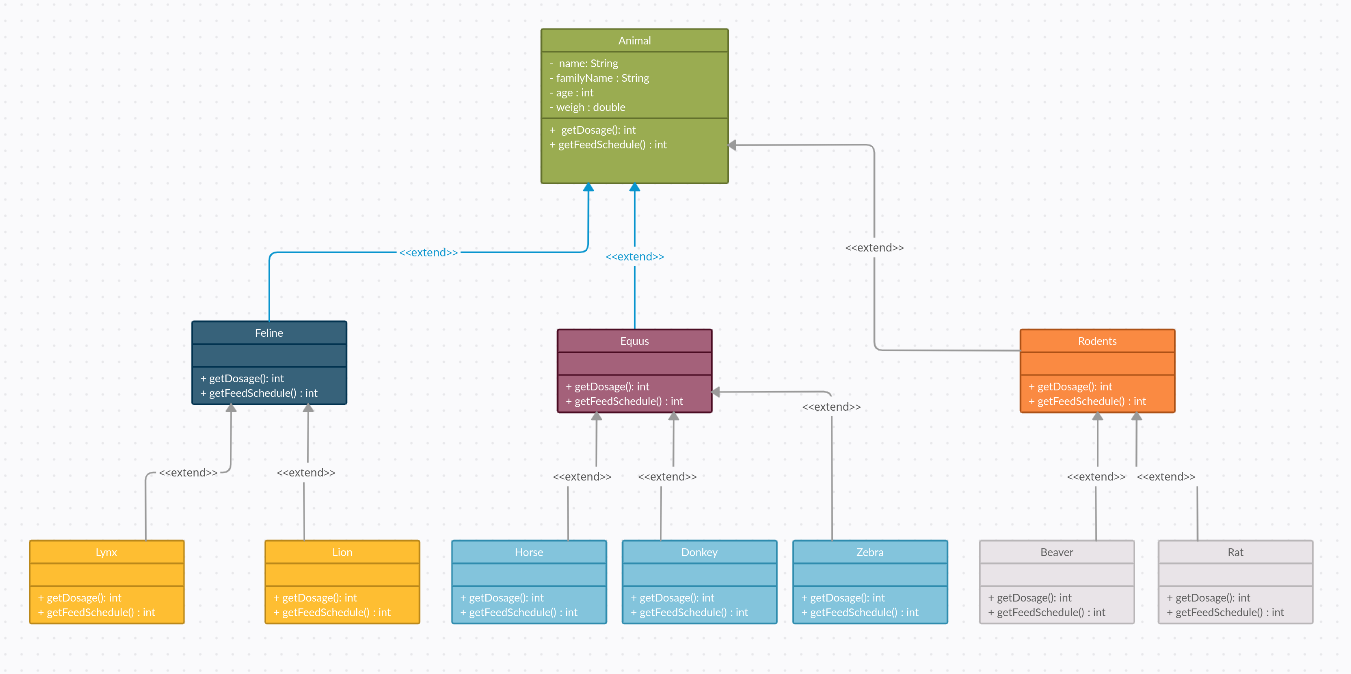 Animal
- name: String
- familyName : String
- age : int
- weigh : double
+ getDosage(): int
+ getFeedSchedule() : int
<<extend>>
<<extend>>
<<extend>>
Feline
+ getDosage(): int
+ getFeedSchedule() : int
Equus
+ getDosage(): int
+ getFeedSchedule() : int
Rodents
+ getDosage(): int
+ getFeedSchedule() : int
<<extend>>
<<extend>>
<<extend>>
<<extend>>
<<extend>>
<<extend>>
<<extend>>
Lynx
+ getDosage(): int
+ getFeedSchedule() : int
Lion
+ getDosage(): int
+ getFeedSchedule() : int
Horse
+ getDosage(): int
+ getFeedSchedule() : int
Donkey
+ getDosage(): int
+ getFeedSchedule() : int
Zebra
+ getDosage(): int
+ getFeedSchedule() : int
Beaver
+ getDosage(): int
+ getFeedSchedule() : int
Rat
+ getDosage(): int
+ getFeedSchedule() : int